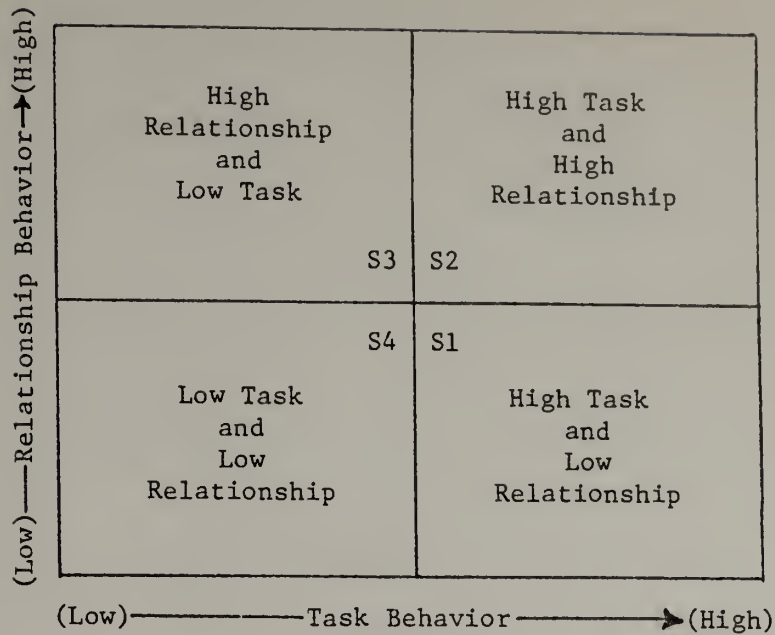 (Low)—Relationship Behavior→(High)
High
Relationship
and
Low Task
S3
High Task
and
High
Relationship
S2
S4
Low Task
and
Low
Relationship
S1
High Task
and
Low
Relationship
(Low)—Task Behavior→(High)